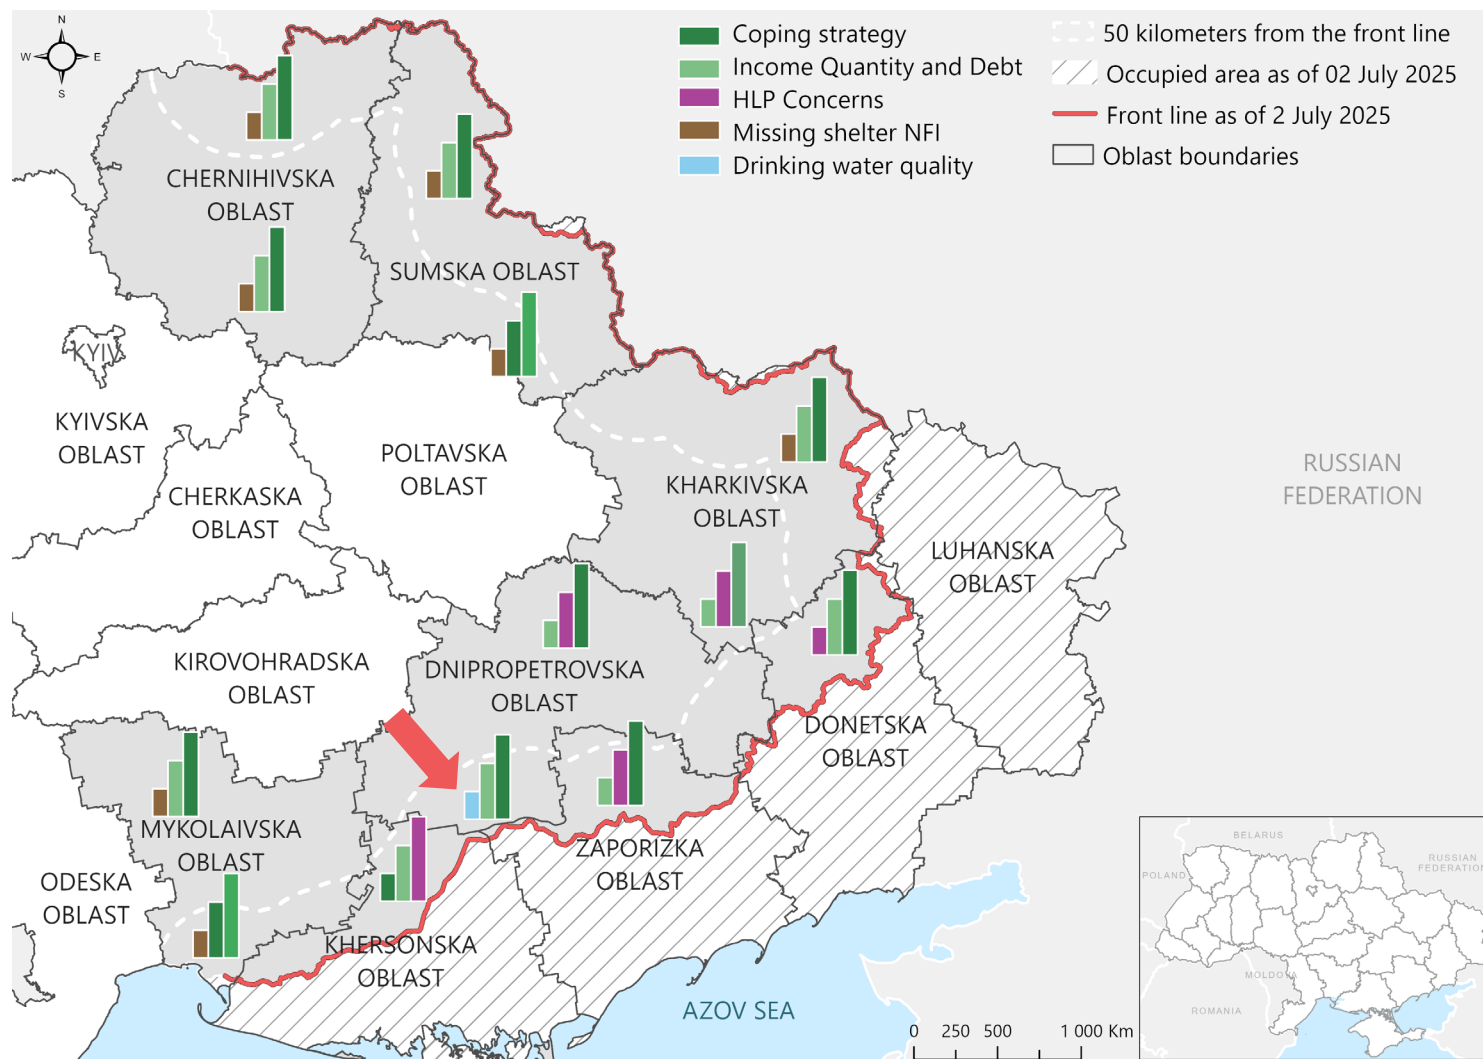 N
W
E
S
Coping strategy
Income Quantity and Debt
HLP Concerns
Missing shelter NFI
Drinking water quality
50 kilometers from the front line
Occupied area as of 02 July 2025
Front line as of 2 July 2025
Oblast boundaries
CHERNIHIVSKA
OBLAST
SUMSKA OBLAST
KYIV
KYIVSKA
OBLAST
POLTAVSKA
OBLAST
CHERKASKA
OBLAST
KHARKIVSKA
OBLAST
RUSSIAN
FEDERATION
LUHANSKA
OBLAST
KIROVOHRADSKA
OBLAST
DNIPROPETROVSKA
OBLAST
DONETSKA
OBLAST
MYKOLAIVSKA
OBLAST
ZAPORIZKA
OBLAST
ODESKA
OBLAST
KHERSONSKA
OBLAST
AZOV SEA
0 250 500 1 000 Km
BELARUS
POLAND
RUSSIAN
FEDERATION
MOLDOVA
ROMANIA